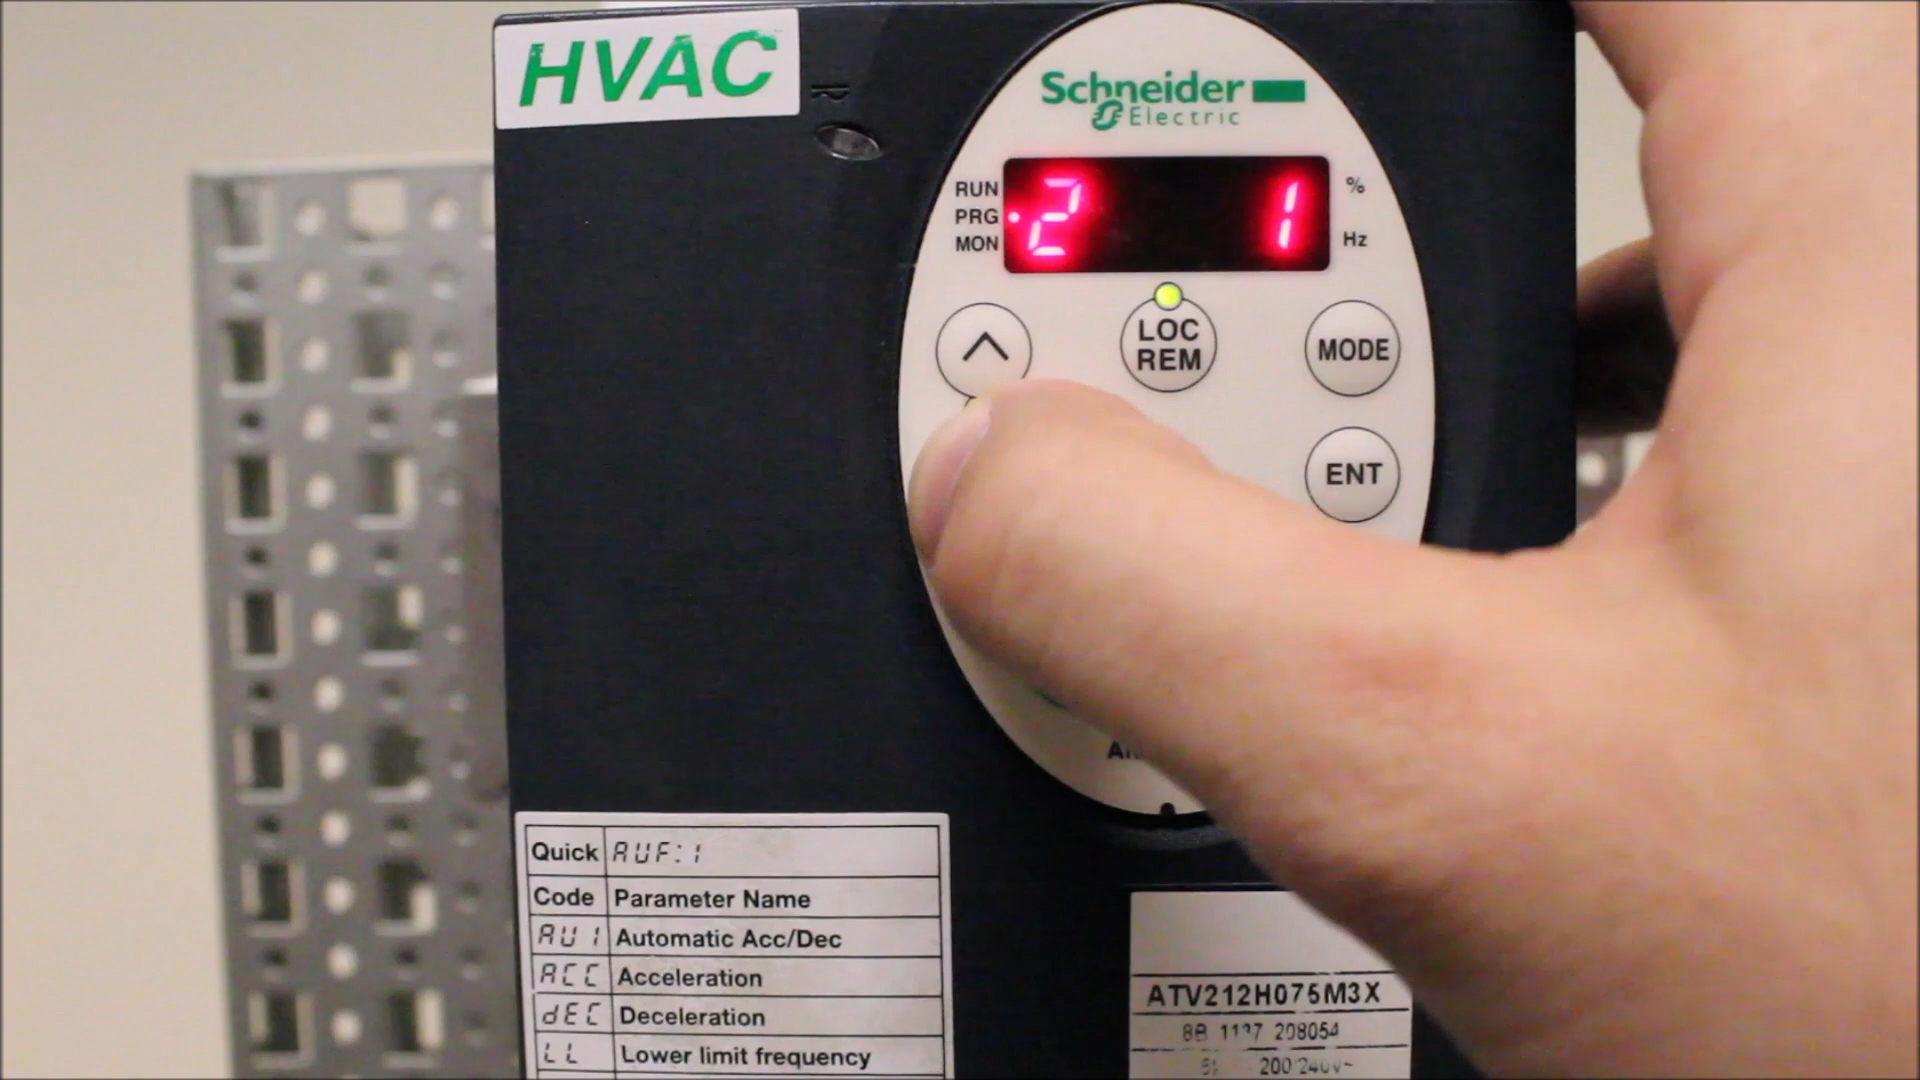 HVAC
Schneider
Electric
RUN
PRG
MON
2 1
%
Hz
LOC
REM
MODE
ENT
Quick AUF:1
Code Parameter Name
AU1 Automatic Acc/Dec
ACC Acceleration
dEC Deceleration
LL Lower limit frequency
ATV212H075M3X